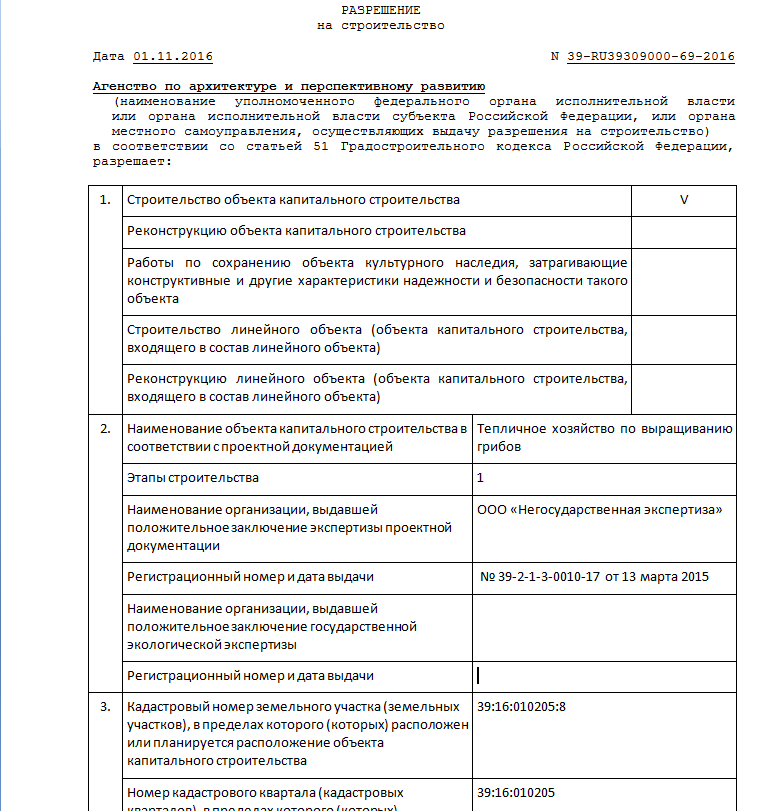 РАЗРЕШЕНИЕ
на строительство
Дата 01.11.2016 N 39-RU39309000-69-2016
Агенство по архитектуре и перспективному развитию
(наименование уполномоченного федерального органа исполнительной власти
или органа исполнительной власти субъекта Российской Федерации, или органа
местного самоуправления, осуществляющих выдачу разрешения на строительство)
в соответствии со статьей 51 Градостроительного кодекса Российской Федерации,
разрешает:
1. Строительство объекта капитального строительства V
Реконструкцию объекта капитального строительства
Работы по сохранению объекта культурного наследия, затрагивающие
конструктивные и другие характеристики надежности и безопасности такого
объекта
Строительство линейного объекта (объекта капитального строительства,
входящего в состав линейного объекта)
Реконструкцию линейного объекта (объекта капитального строительства,
входящего в состав линейного объекта)
2. Наименование объекта капитального строительства в
соответствии с проектной документацией
Тепличное хозяйство по выращиванию
грибов
Этапы строительства 1
Наименование организации, выдавшей
положительное заключение экспертизы проектной
документации
ООО «Негосударственная экспертиза»
Регистрационный номер и дата выдачи № 39-2-1-3-0010-17 от 13 марта 2015
Наименование организации, выдавшей
положительное заключение государственной
экологической экспертизы
Регистрационный номер и дата выдачи
3. Кадастровый номер земельного участка (земельных
участков), в пределах которого (которых) расположен
или планируется расположение объекта
капитального строительства
39:16:010205:8
Номер кадастрового квартала (кадастровых
кварталов), в пределах которого (которых)
39:16:010205